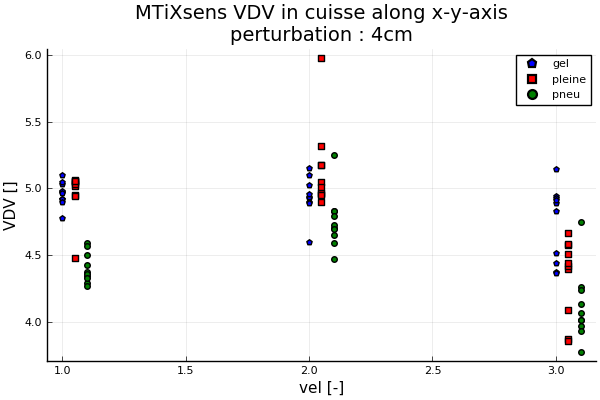 MTiXsens VDV in cuisse along x-y-axis
perturbation : 4cm
gel
pleine
pneu
6.0
5.5
5.0
4.5
4.0
VDV []
1.0
1.5
2.0
2.5
3.0
vel [-]